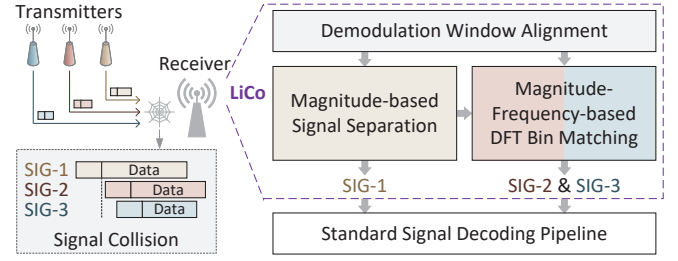 Transmitters
Receiver
LiCo
Demodulation Window Alignment
Magnitude-based
Signal Separation
Magnitude-
Frequency-based
DFT Bin Matching
SIG-1
SIG-2 & SIG-3
Standard Signal Decoding Pipeline
SIG-1 Data
SIG-2 Data
SIG-3 Data
Signal Collision